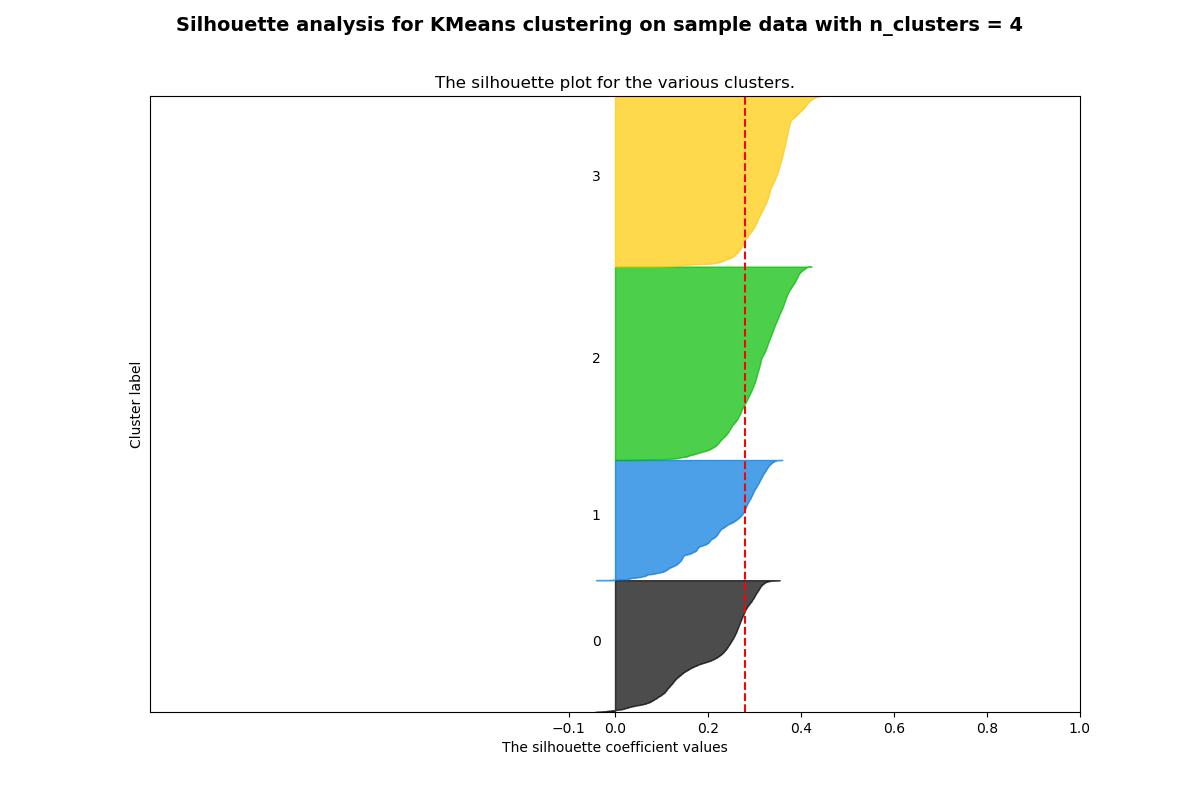 Silhouette analysis for KMeans clustering on sample data with n_clusters = 4
The silhouette plot for the various clusters.
3
2
1
0
Cluster label
−0.1 0.0 0.2 0.4 0.6 0.8 1.0
The silhouette coefficient values